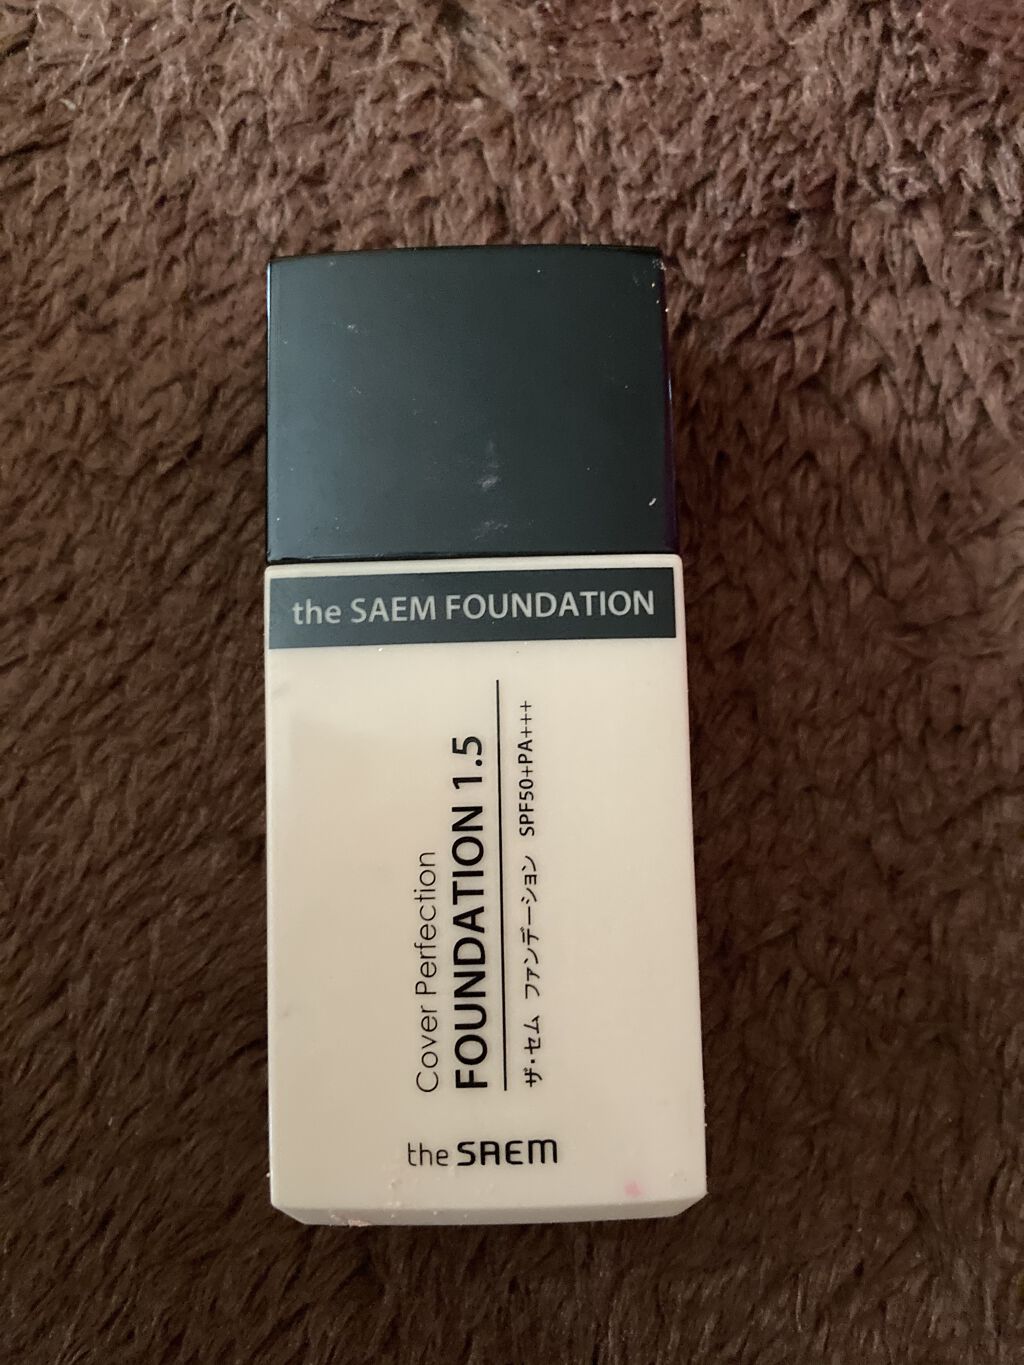 the SAEM FOUNDATION
Cover Perfection
FOUNDATION 1.5
ザ・セム ファンデーション SPF50+PA+++
the SAEM